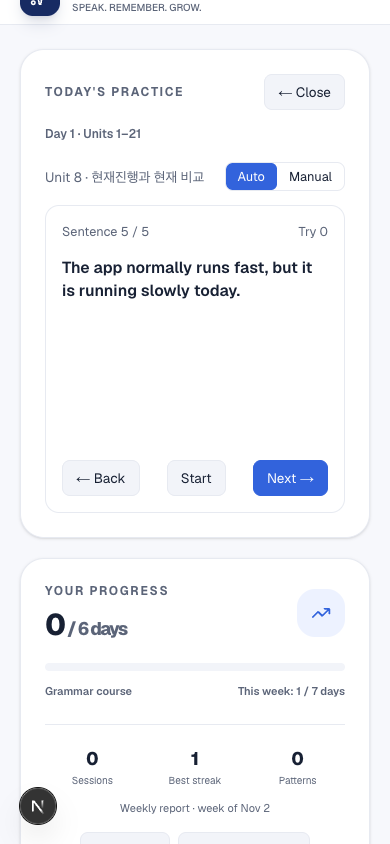 SPEAK. REMEMBER. GROW.
TODAY'S PRACTICE
← Close
Day 1 · Units 1–21
Unit 8 · 현재진행과 현재 비교
Auto
Manual
Sentence 5 / 5
Try 0
The app normally runs fast, but it
is running slowly today.
← Back
Start
Next →
YOUR PROGRESS
0 / 6 days
Grammar course
This week: 1 / 7 days
0
1
0
Sessions
Best streak
Patterns
Weekly report · week of Nov 2
N